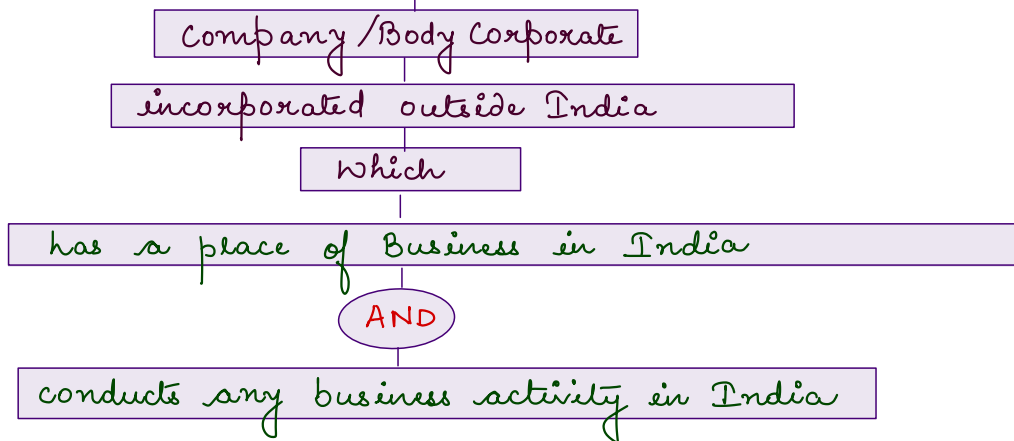 Company/Body Corporate
incorporated outside India
which
has a place of Business in India
AND
conducts any business activity in India